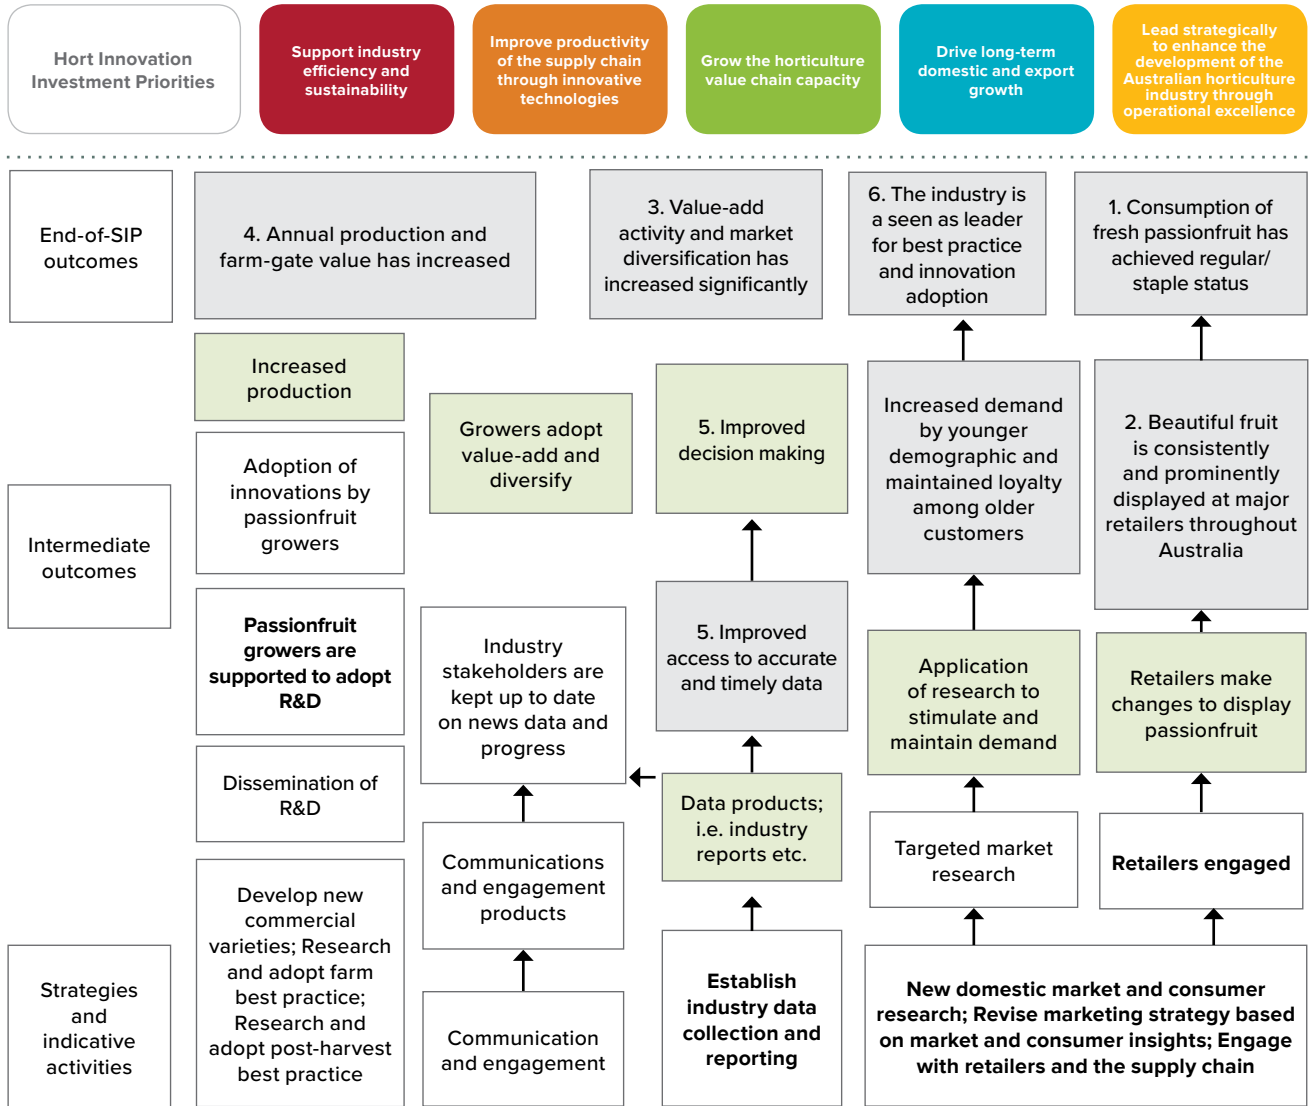 Hort Innovation
Investment Priorities
Support industry
efficiency and
sustainability
Improve productivity
of the supply chain
through innovative
technologies
Grow the horticulture
value chain capacity
Drive long-term
domestic and export
growth
Lead strategically
to enhance the
development of the
Australian horticulture
industry through
operational excellence
End-of-SIP
outcomes
4. Annual production and
farm-gate value has increased
3. Value-add
activity and market
diversification has
increased significantly
6. The industry is
a seen as leader
for best practice
and innovation
adoption
1. Consumption of
fresh passionfruit has
achieved regular/
staple status
Intermediate
outcomes
Increased
production
Adoption of
innovations by
passionfruit
growers
Passionfruit
growers are
supported to adopt
R&D
Dissemination of
R&D
Growers adopt
value-add and
diversify
Industry
stakeholders are
kept up to date
on news data and
progress
Communications
and engagement
products
5. Improved
decision making
5. Improved
access to accurate
and timely data
Data products;
i.e. industry
reports etc.
Increased demand
by younger
demographic and
maintained loyalty
among older
customers
Application
of research to
stimulate and
maintain demand
Targeted market
research
2. Beautiful fruit
is consistently
and prominently
displayed at major
retailers throughout
Australia
Retailers make
changes to display
passionfruit
Retailers engaged
Strategies
and
indicative
activities
Develop new
commercial
varieties; Research
and adopt farm
best practice;
Research and
adopt post-harvest
best practice
Communication
and engagement
Establish
industry data
collection and
reporting
New domestic market and consumer
research; Revise marketing strategy based
on market and consumer insights; Engage
with retailers and the supply chain